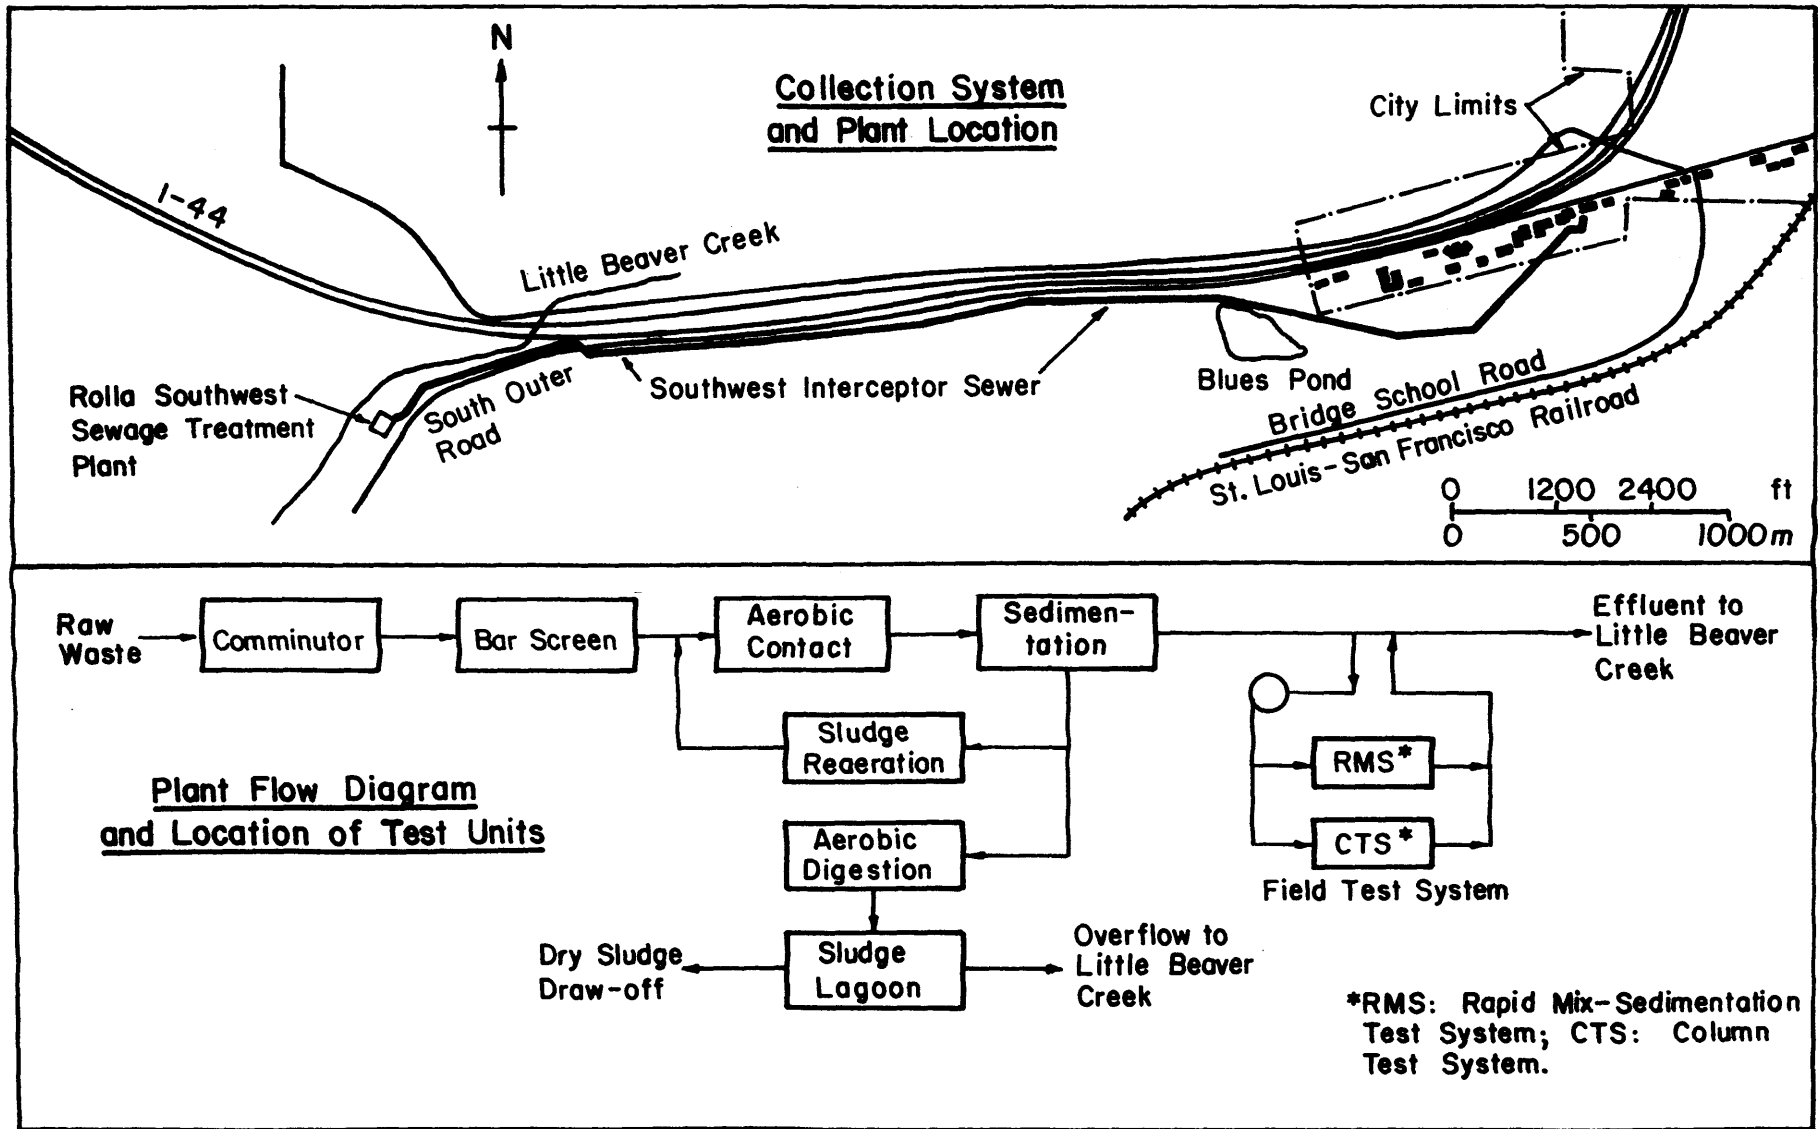 N
Collection System
and Plant Location
City Limits
I-44
Little Beaver Creek
Rolla Southwest
Sewage Treatment
Plant
South Outer
Road
Southwest Interceptor Sewer
Blues Pond
Bridge School Road
St. Louis-San Francisco Railroad
0 1200 2400 ft
0 500 1000m
Raw
Waste
Comminutor
Bar Screen
Aerobic
Contact
Sedimen-
tation
Effluent to
Little Beaver
Creek
Sludge
Reaeration
RMS*
CTS*
Field Test System
Plant Flow Diagram
and Location of Test Units
Aerobic
Digestion
Dry Sludge
Draw-off
Sludge
Lagoon
Overflow to
Little Beaver
Creek
*RMS: Rapid Mix-Sedimentation
Test System; CTS: Column
Test System.